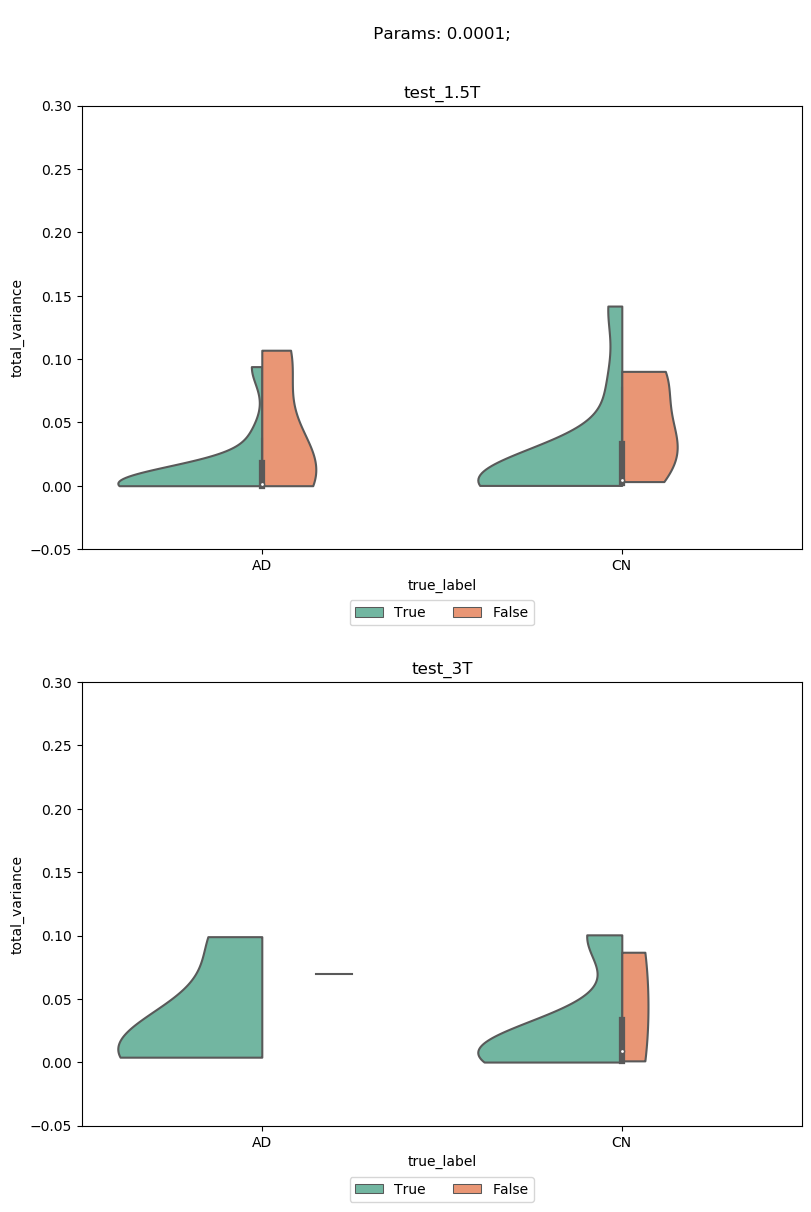 Params: 0.0001;
test_1.5T
0.30
0.25
0.20
0.15
0.10
0.05
0.00
−0.05
total_variance
AD CN
true_label
True False
test_3T
0.30
0.25
0.20
0.15
0.10
0.05
0.00
−0.05
total_variance
AD CN
true_label
True False